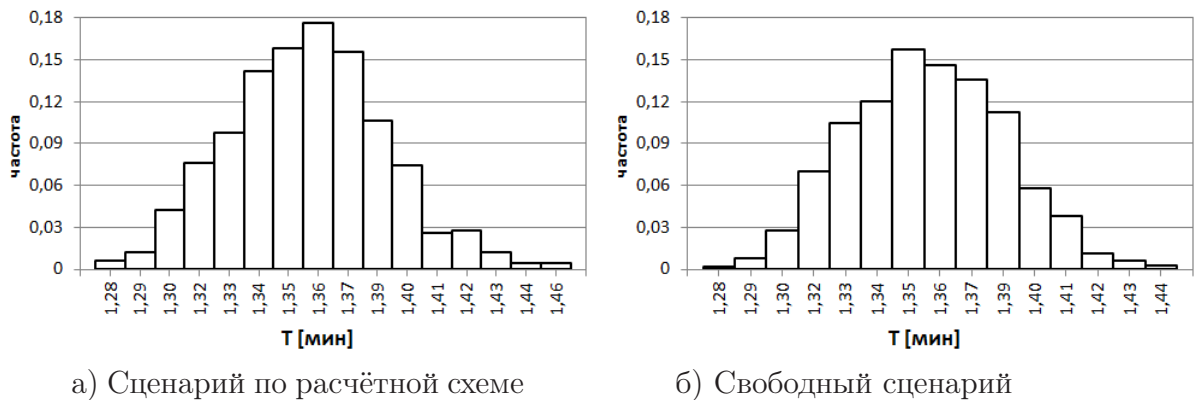 0,18
0,15
0,12
0,09
0,06
0,03
0
частота
1,28 1,29 1,30 1,32 1,33 1,34 1,35 1,36 1,37 1,39 1,40 1,41 1,42 1,43 1,44 1,46
T [мин]
а) Сценарий по расчётной схеме
0,18
0,15
0,12
0,09
0,06
0,03
0
частота
1,28 1,29 1,30 1,32 1,33 1,34 1,35 1,36 1,37 1,39 1,40 1,41 1,42 1,43 1,44
T [мин]
б) Свободный сценарий